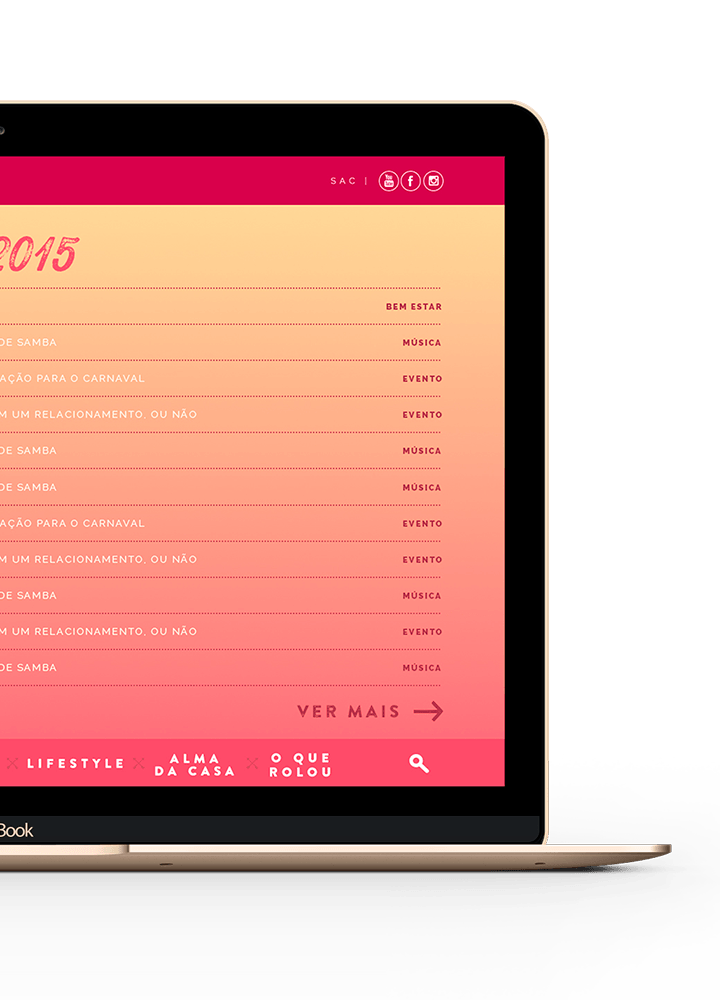 SAC |
You Tube
2015
BEM ESTAR
DE SAMBA MÚSICA
AÇÃO PARA O CARNAVAL EVENTO
M UM RELACIONAMENTO, OU NÃO EVENTO
DE SAMBA MÚSICA
DE SAMBA MÚSICA
AÇÃO PARA O CARNAVAL EVENTO
M UM RELACIONAMENTO, OU NÃO EVENTO
DE SAMBA MÚSICA
M UM RELACIONAMENTO, OU NÃO EVENTO
DE SAMBA MÚSICA
VER MAIS
LIFESTYLE
ALMA
DA CASA
O QUE
ROLOU
Book